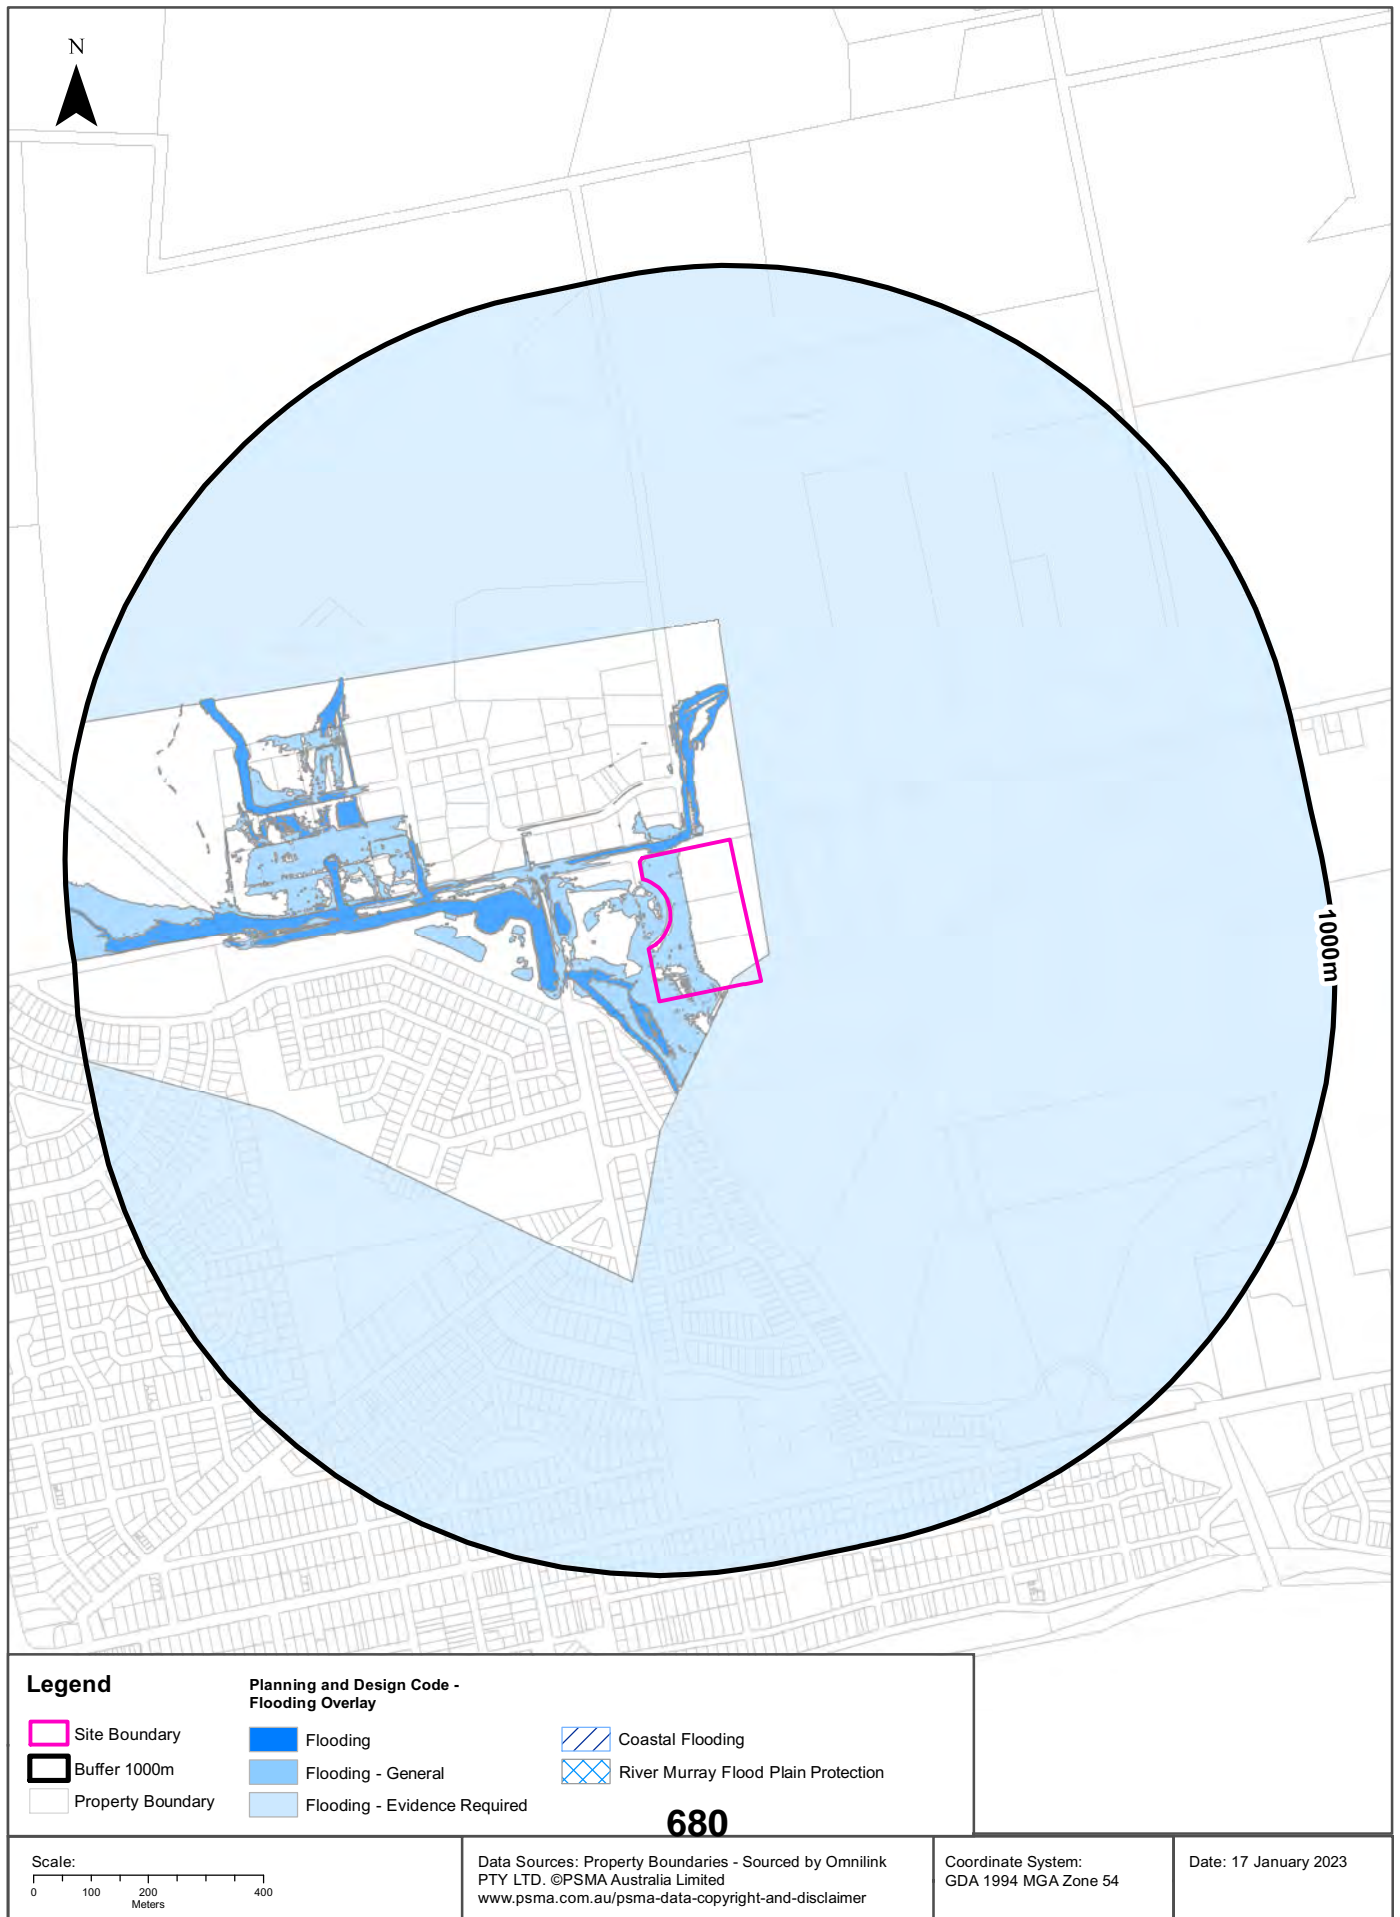 N
1000m
Legend
Site Boundary
Buffer 1000m
Property Boundary
Planning and Design Code -
Flooding Overlay
Flooding
Flooding - General
Flooding - Evidence Required
Coastal Flooding
River Murray Flood Plain Protection
680
Scale:
0 100 200 400
Meters
Data Sources: Property Boundaries - Sourced by Omnilink
PTY LTD. ©PSMA Australia Limited
www.psma.com.au/psma-data-copyright-and-disclaimer
Coordinate System:
GDA 1994 MGA Zone 54
Date: 17 January 2023